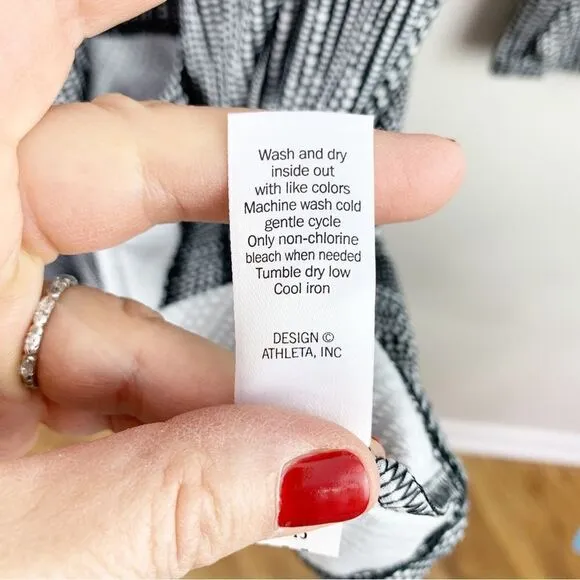 Wash and dry
inside out
with like colors
Machine wash cold
gentle cycle
Only non-chlorine
bleach when needed
Tumble dry low
Cool iron
DESIGN ©
ATHLETA, INC